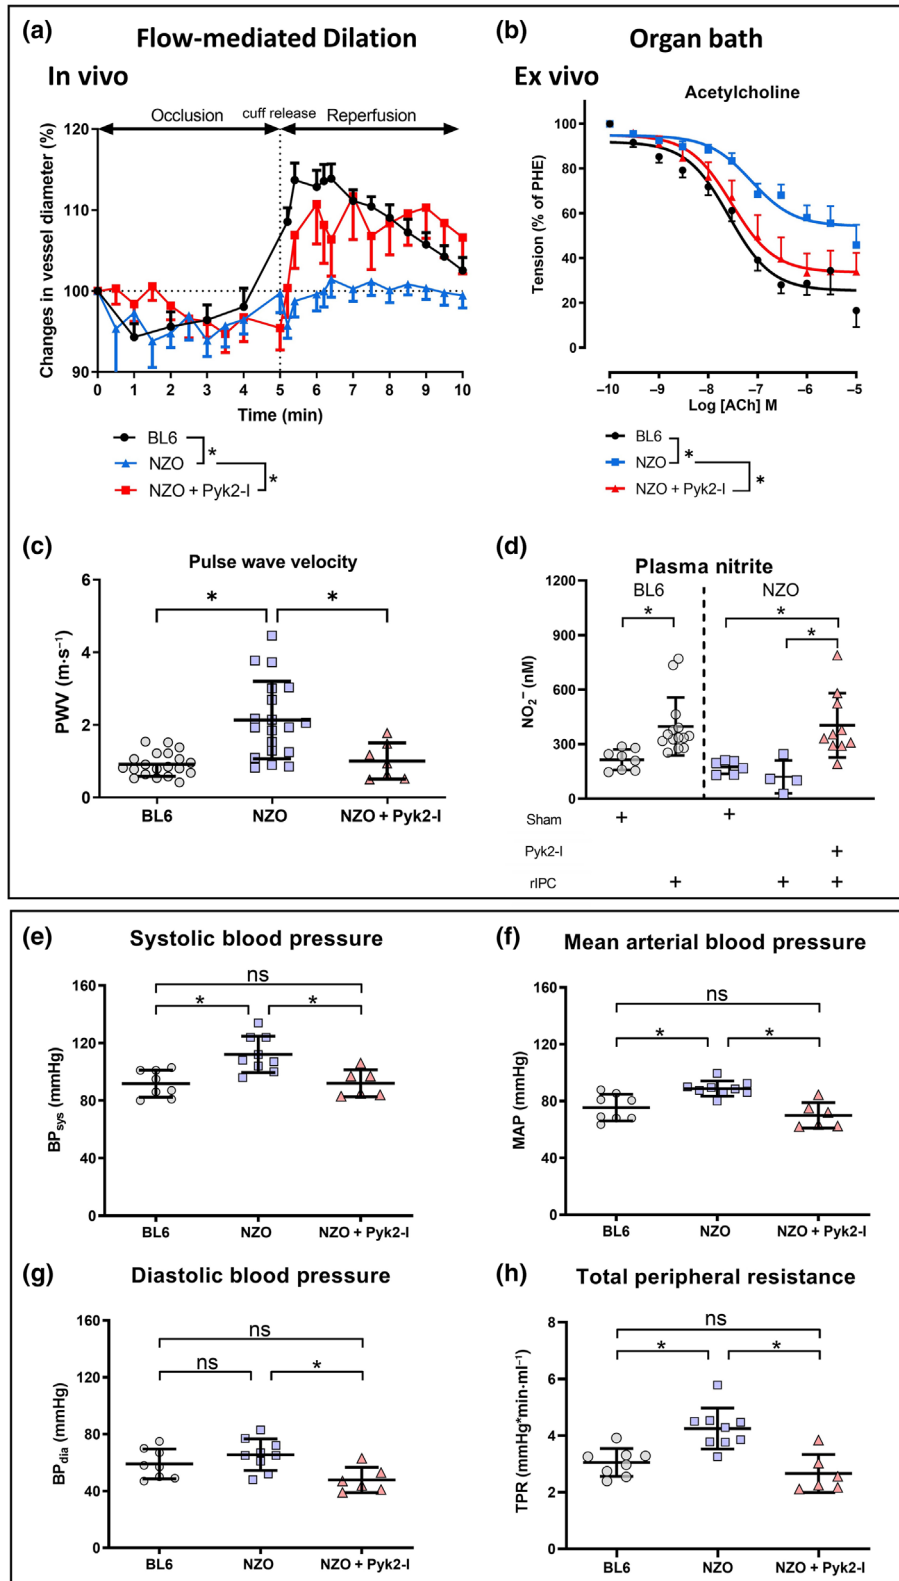 (a) Flow-mediated Dilation
In vivo
Occlusion cuff release Reperfusion
120
110
100
90
Changes in vessel diameter (%)
0 1 2 3 4 5 6 7 8 9 10
Time (min)
BL6
*
NZO
*
NZO + Pyk2-I
(b) Organ bath
Ex vivo
Acetylcholine
100
80
60
40
20
0
Tension (% of PHE)
−10 −9 −8 −7 −6 −5
Log [ACh] M
BL6
*
NZO
*
NZO + Pyk2-I
(c) Pulse wave velocity
6
4
2
0
PWV (m·s⁻¹)
* *
BL6 NZO NZO + Pyk2-I
(d) Plasma nitrite
BL6 NZO
1200
900
600
300
0
NO₂⁻ (nM)
* *
*
Sham + +
Pyk2-I +
rIPC + + +
(e) Systolic blood pressure
160
120
80
40
0
BPsys (mmHg)
ns
* *
BL6 NZO NZO + Pyk2-I
(f) Mean arterial blood pressure
160
120
80
40
0
MAP (mmHg)
ns
* *
BL6 NZO NZO + Pyk2-I
(g) Diastolic blood pressure
160
120
80
40
0
BPdia (mmHg)
ns
ns *
BL6 NZO NZO + Pyk2-I
(h) Total peripheral resistance
8
6
4
2
0
TPR (mmHg*min·ml⁻¹)
ns
* *
BL6 NZO NZO + Pyk2-I